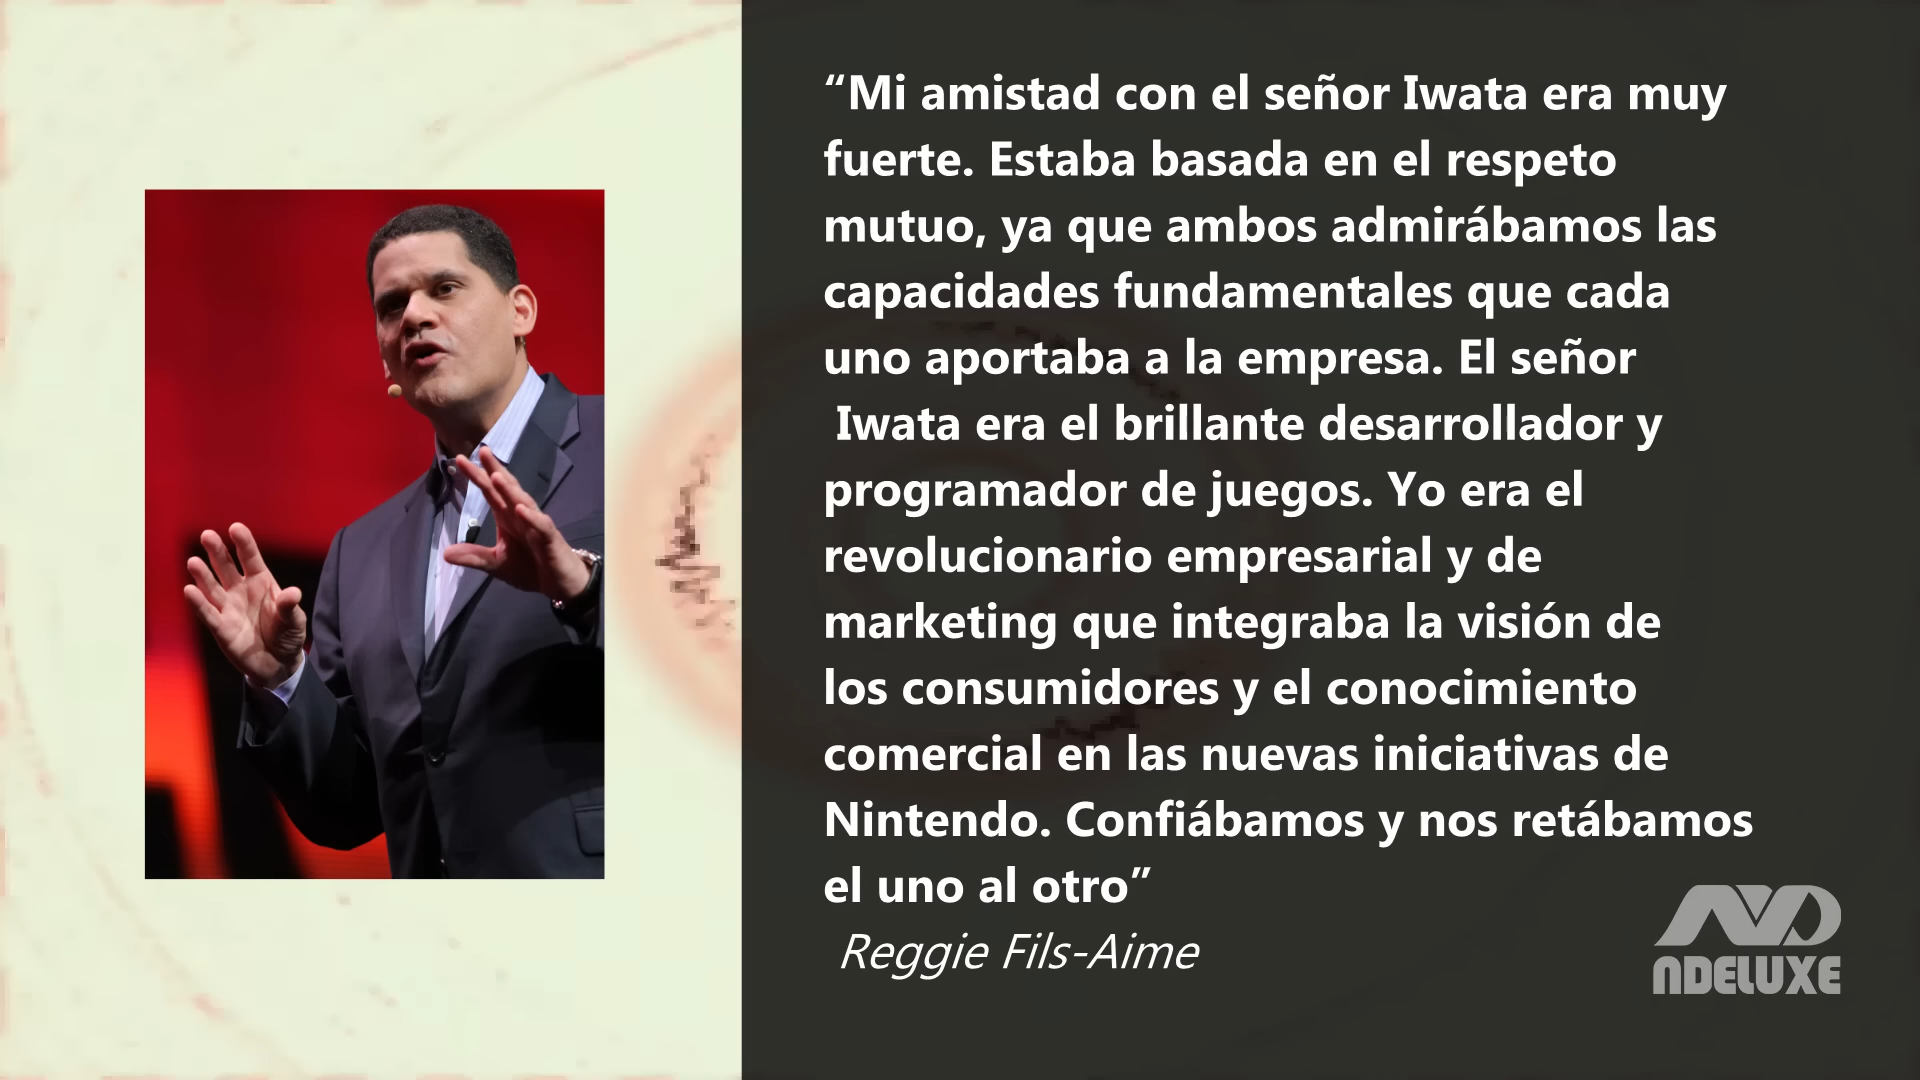 “Mi amistad con el señor Iwata era muy
fuerte. Estaba basada en el respeto
mutuo, ya que ambos admirábamos las
capacidades fundamentales que cada
uno aportaba a la empresa. El señor
Iwata era el brillante desarrollador y
programador de juegos. Yo era el
revolucionario empresarial y de
marketing que integraba la visión de
los consumidores y el conocimiento
comercial en las nuevas iniciativas de
Nintendo. Confiábamos y nos retábamos
el uno al otro”
Reggie Fils-Aime
ND
NDELUXE